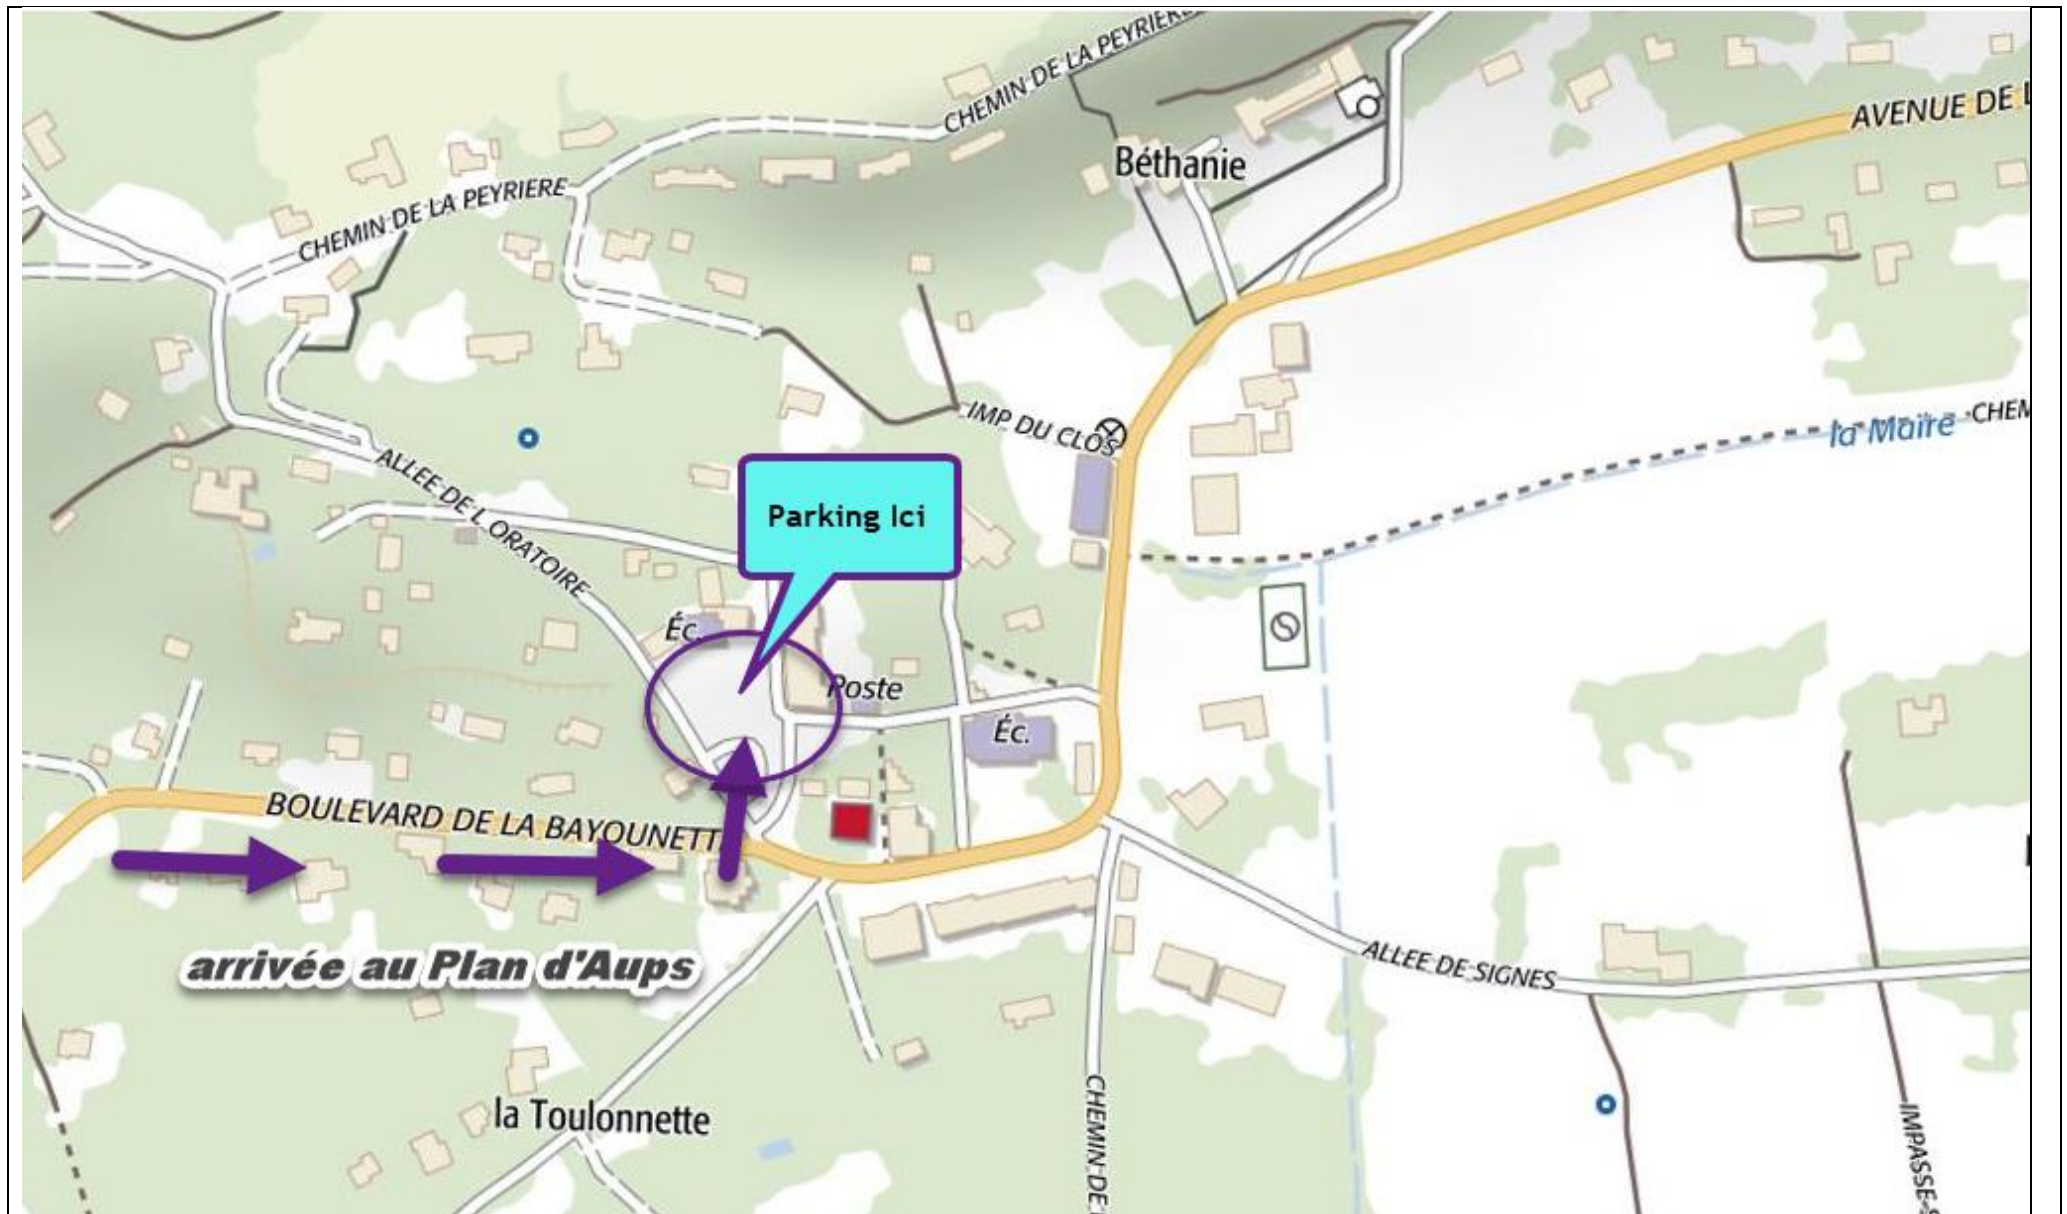 CHEMIN DE LA PEYRIERE
AVENUE DE L
Béthanie
CHEMIN DE LA PEYRIERE
IMP DU CLOS
la Maïre
CHEM
ALLEE DE L ORATOIRE
Parking Ici
Éc.
Poste
Éc.
BOULEVARD DE LA BAYOUNETT
arrivée au Plan d'Aups
ALLEE DE SIGNES
la Toulonnette
CHEMIN DE
IMPASSE